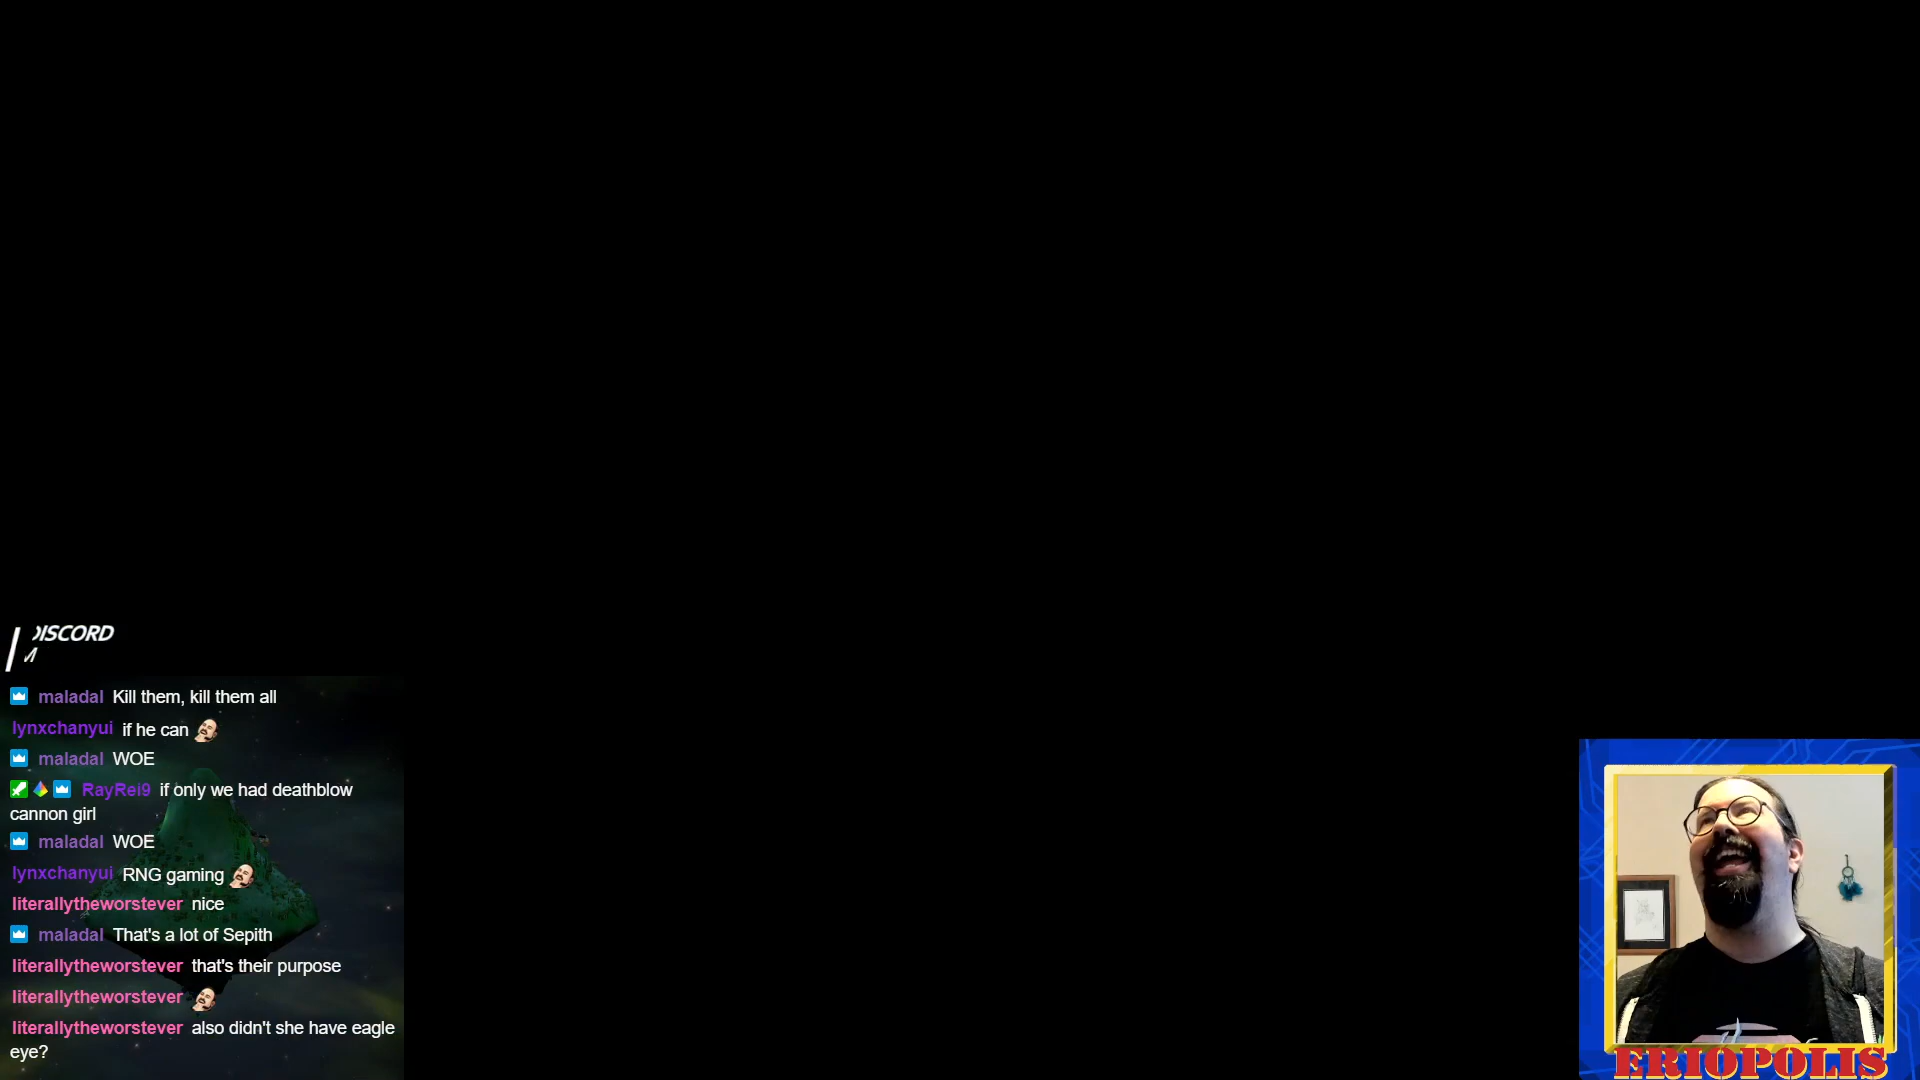 DISCORD
maladal Kill them, kill them all
lynxchanyui if he can
maladal WOE
RayRei9 if only we had deathblow
cannon girl
maladal WOE
lynxchanyui RNG gaming
literallytheworstever nice
maladal That's a lot of Sepith
literallytheworstever that's their purpose
literallytheworstever
literallytheworstever also didn't she have eagle
eye?
ERIOPOLIS